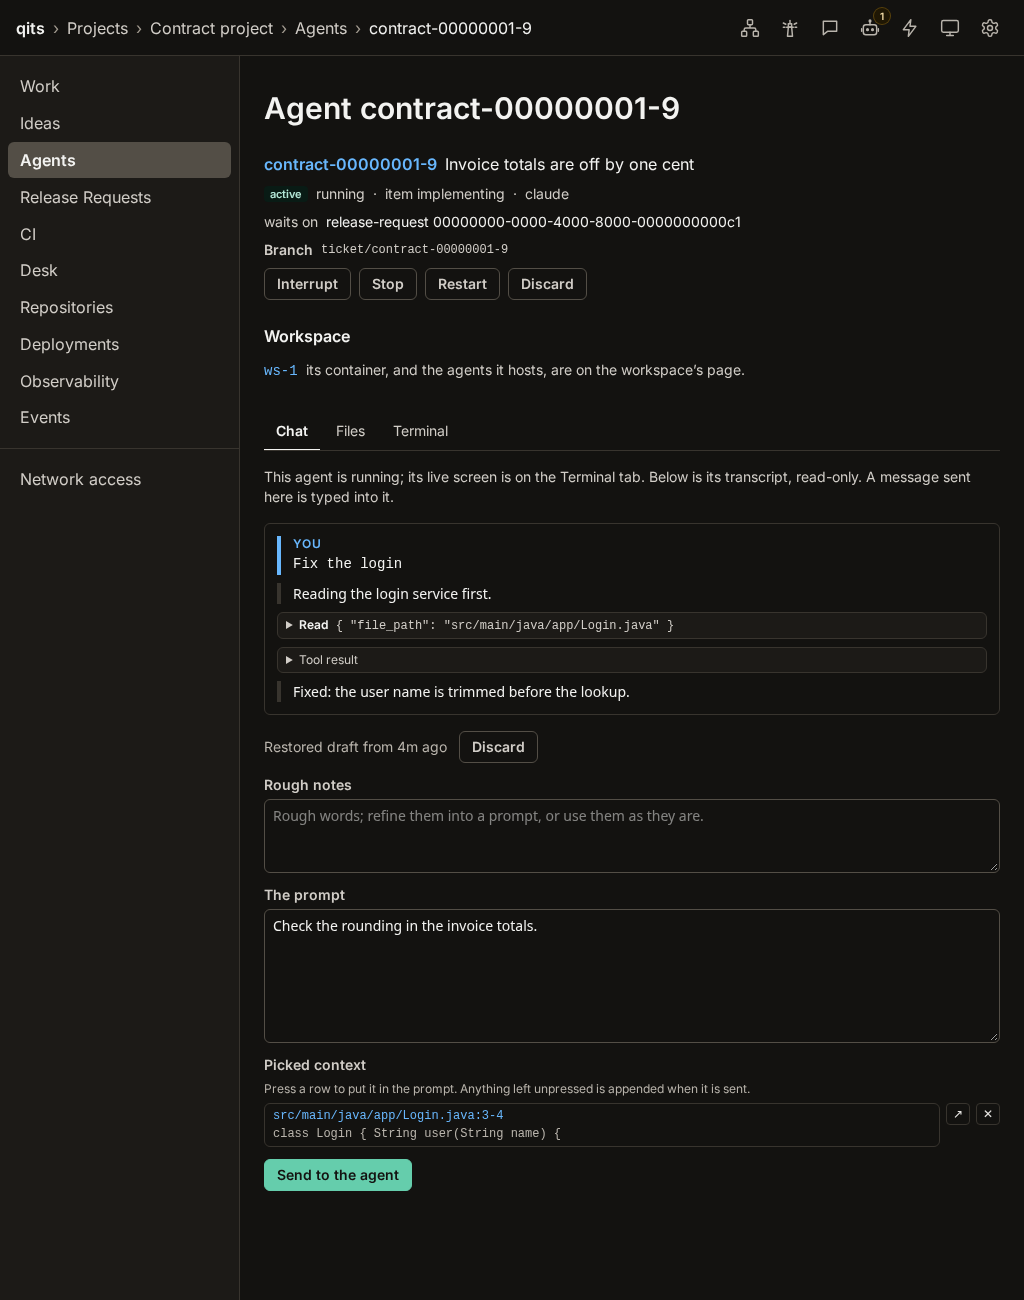 qits › Projects › Contract project › Agents › contract-00000001-9
1
Work
Ideas
Agents
Release Requests
CI
Desk
Repositories
Deployments
Observability
Events
Network access
Agent contract-00000001-9
contract-00000001-9 Invoice totals are off by one cent
active running · item implementing · claude
waits on release-request 00000000-0000-4000-8000-0000000000c1
Branch ticket/contract-00000001-9
Interrupt Stop Restart Discard
Workspace
ws-1 its container, and the agents it hosts, are on the workspace’s page.
Chat Files Terminal
This agent is running; its live screen is on the Terminal tab. Below is its transcript, read-only. A message sent
here is typed into it.
YOU
Fix the login
Reading the login service first.
Read { "file_path": "src/main/java/app/Login.java" }
Tool result
Fixed: the user name is trimmed before the lookup.
Restored draft from 4m ago Discard
Rough notes
Rough words; refine them into a prompt, or use them as they are.
The prompt
Check the rounding in the invoice totals.
Picked context
Press a row to put it in the prompt. Anything left unpressed is appended when it is sent.
src/main/java/app/Login.java:3-4
class Login { String user(String name) {
Send to the agent